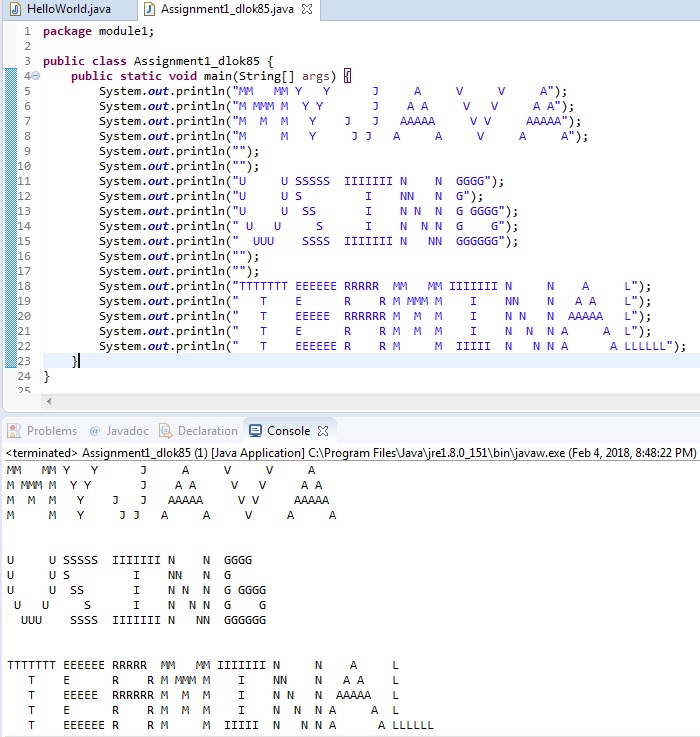 HelloWorld.java Assignment1_dlok85.java
1 package module1;
2
3 public class Assignment1_dlok85 {
4     public static void main(String[] args) {
5         System.out.println("MM   MM Y   Y      J     A     V     V     A");
6         System.out.println("M MMM M  Y Y       J    A A     V   V     A A");
7         System.out.println("M  M  M   Y    J   J   AAAAA     V V     AAAAA");
8         System.out.println("M     M   Y     J J   A     A     V     A     A");
9         System.out.println("");
10         System.out.println("");
11         System.out.println("U     U SSSSS  IIIIIII N    N  GGGG");
12         System.out.println("U     U S         I    NN   N  G");
13         System.out.println("U     U  SS       I    N N  N  G GGGG");
14         System.out.println(" U   U     S      I    N  N N  G    G");
15         System.out.println("  UUU    SSSS  IIIIIII N   NN  GGGGGG");
16         System.out.println("");
17         System.out.println("");
18         System.out.println("TTTTTTT EEEEEE RRRRR  MM   MM IIIIIII N     N    A     L");
19         System.out.println("   T    E      R    R M MMM M    I    NN    N   A A    L");
20         System.out.println("   T    EEEEE  RRRRRR M  M  M    I    N N   N  AAAAA   L");
21         System.out.println("   T    E      R    R M  M  M    I    N  N  N A     A  L");
22         System.out.println("   T    EEEEEE R    R M     M  IIIII  N   N N A      A LLLLLL");
23     }
24 }
25
Problems @ Javadoc Declaration Console
<terminated> Assignment1_dlok85 (1) [Java Application] C:\Program Files\Java\jre1.8.0_151\bin\javaw.exe (Feb 4, 2018, 8:48:22 PM)
MM   MM Y   Y      J     A     V     V     A
M MMM M  Y Y       J    A A     V   V     A A
M  M  M   Y    J   J   AAAAA     V V     AAAAA
M     M   Y     J J   A     A     V     A     A


U     U SSSSS  IIIIIII N    N  GGGG
U     U S         I    NN   N  G
U     U  SS       I    N N  N  G GGGG
 U   U     S      I    N  N N  G    G
  UUU    SSSS  IIIIIII N   NN  GGGGGG


TTTTTTT EEEEEE RRRRR  MM   MM IIIIIII N     N    A     L
   T    E      R    R M MMM M    I    NN    N   A A    L
   T    EEEEE  RRRRRR M  M  M    I    N N   N  AAAAA   L
   T    E      R    R M  M  M    I    N  N  N A     A  L
   T    EEEEEE R    R M     M  IIIII  N   N N A      A LLLLLL